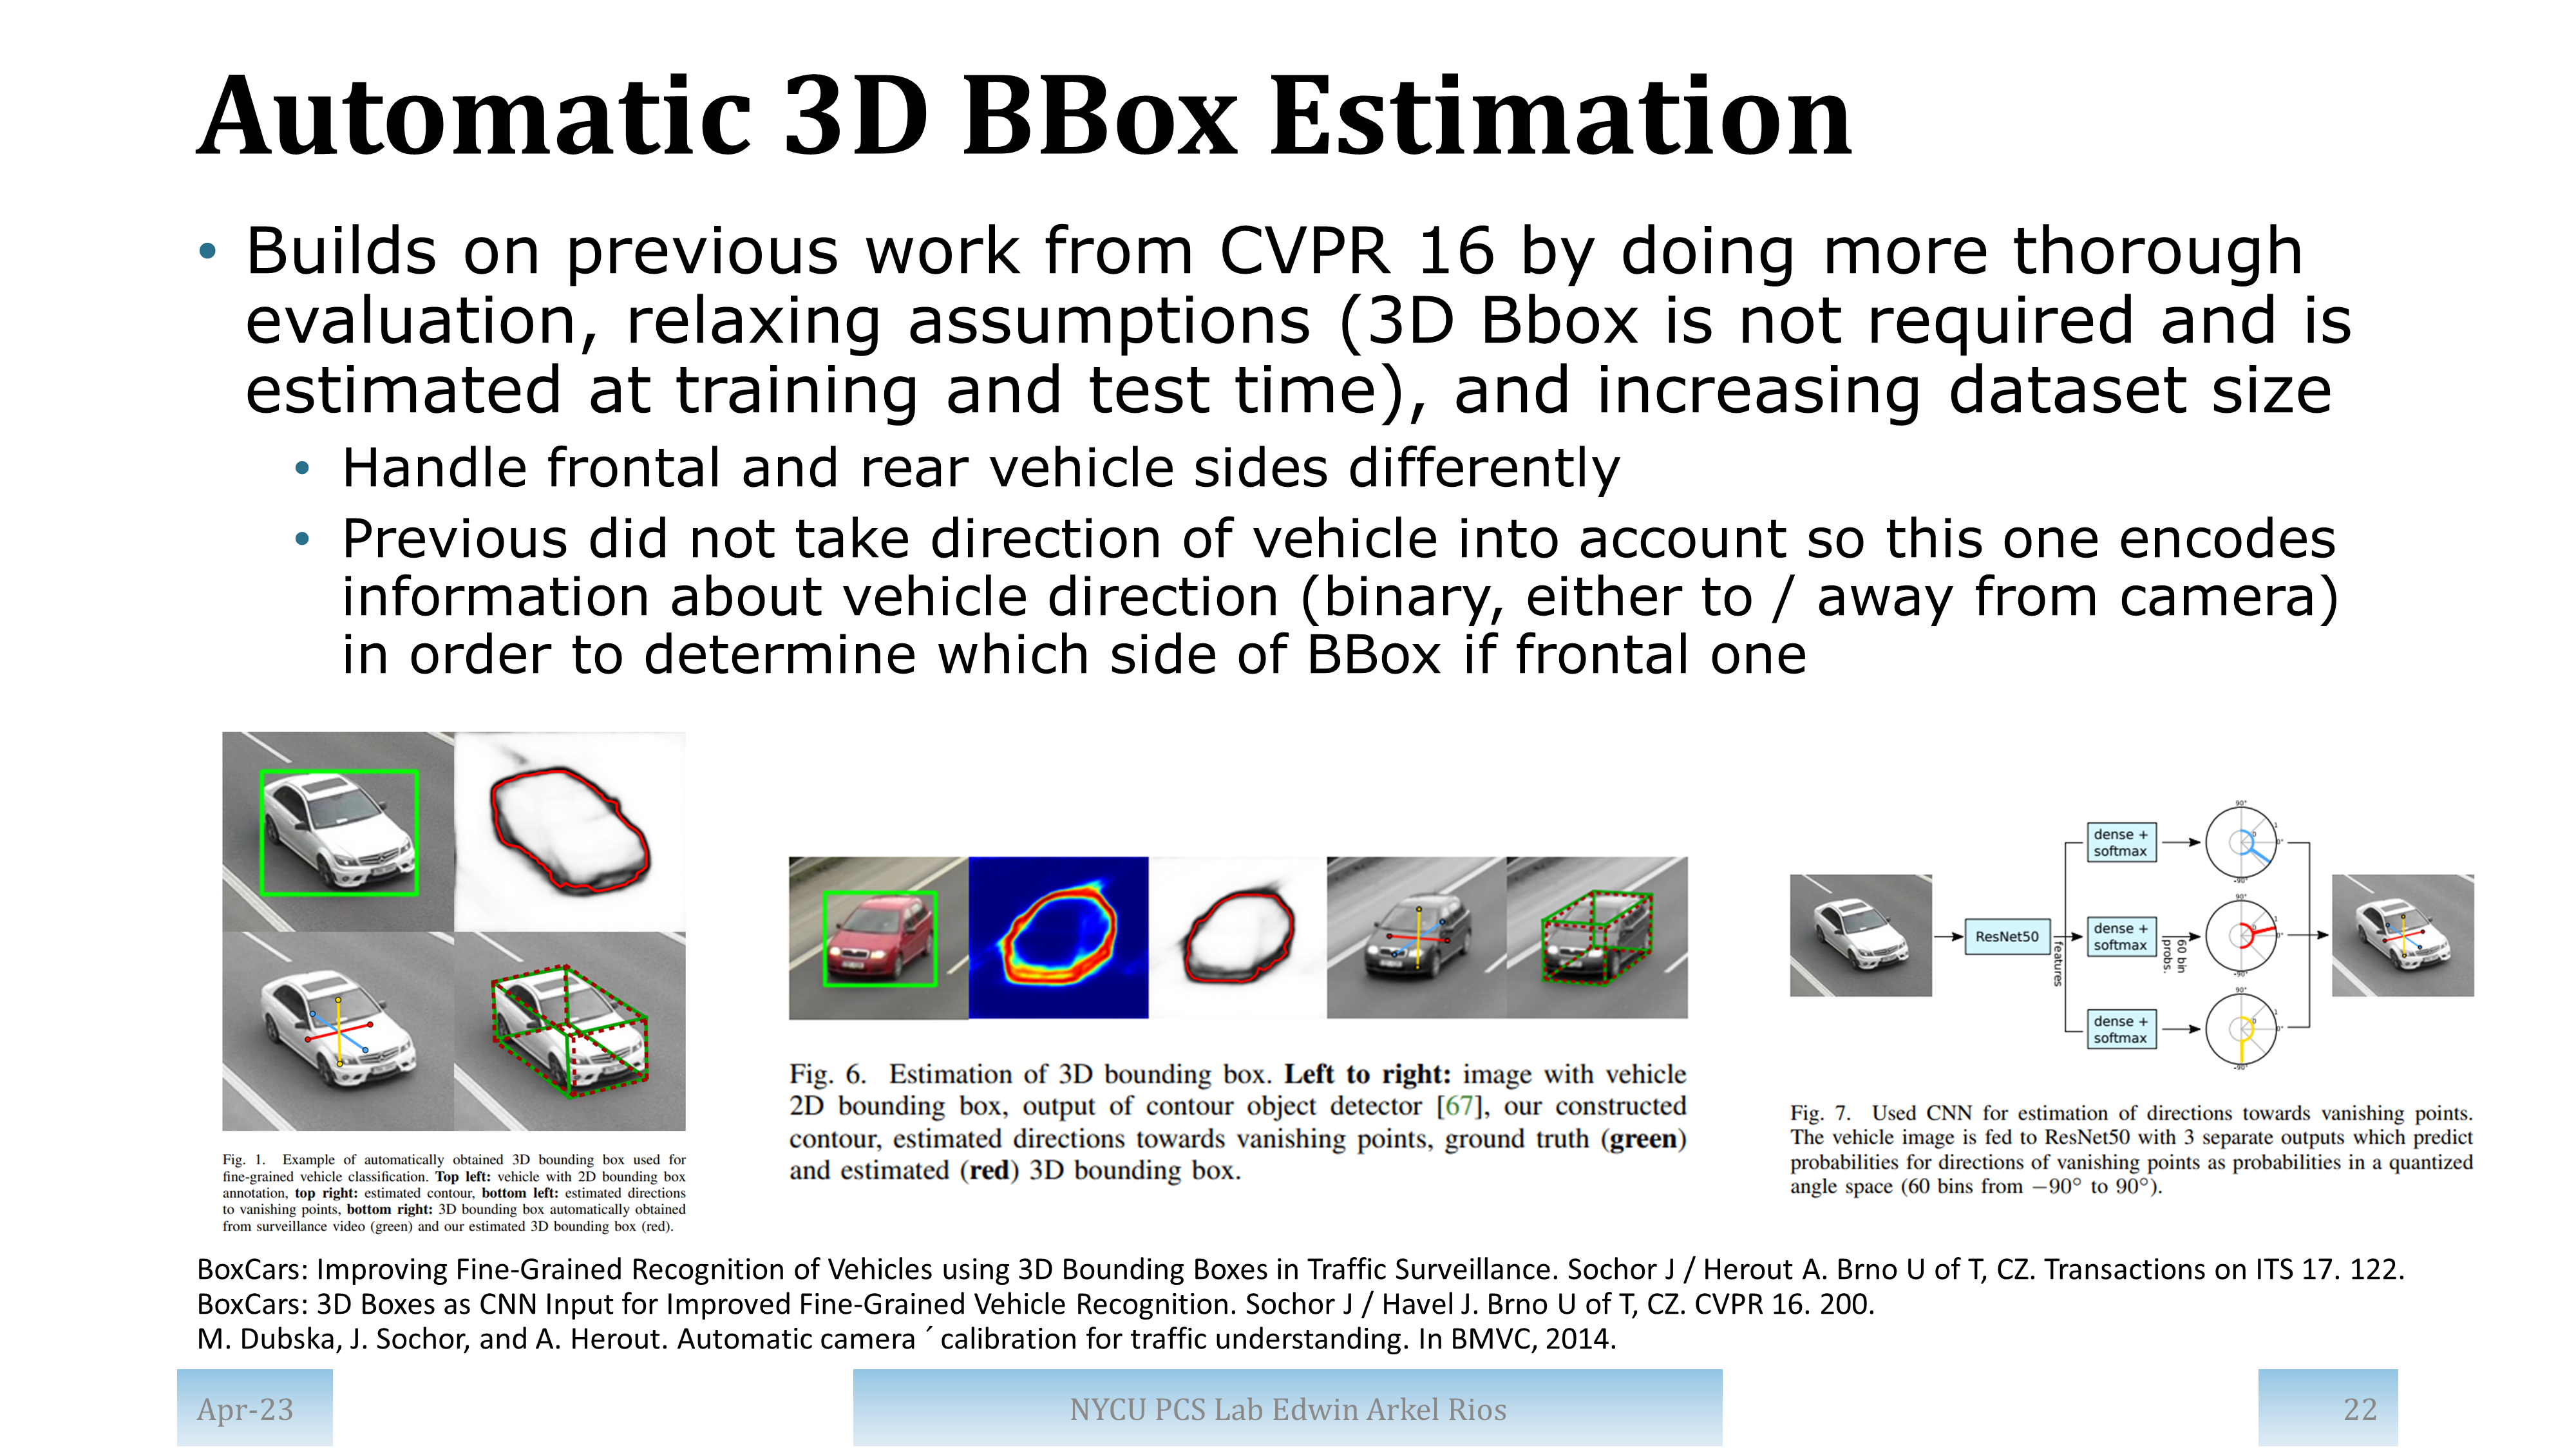 Automatic 3D BBox Estimation
• Builds on previous work from CVPR 16 by doing more thorough
evaluation, relaxing assumptions (3D Bbox is not required and is
estimated at training and test time), and increasing dataset size
• Handle frontal and rear vehicle sides differently
• Previous did not take direction of vehicle into account so this one encodes
information about vehicle direction (binary, either to / away from camera)
in order to determine which side of BBox if frontal one
Fig. 1. Example of automatically obtained 3D bounding box used for
fine-grained vehicle classification. Top left: vehicle with 2D bounding box
annotation, top right: estimated contour, bottom left: estimated directions
to vanishing points, bottom right: 3D bounding box automatically obtained
from surveillance video (green) and our estimated 3D bounding box (red).
Fig. 6. Estimation of 3D bounding box. Left to right: image with vehicle
2D bounding box, output of contour object detector [67], our constructed
contour, estimated directions towards vanishing points, ground truth (green)
and estimated (red) 3D bounding box.
ResNet50
features
dense +
softmax
dense +
softmax
60 bin
probs.
dense +
softmax
90°
0°
-90°
90°
0°
-90°
90°
0°
-90°
Fig. 7. Used CNN for estimation of directions towards vanishing points.
The vehicle image is fed to ResNet50 with 3 separate outputs which predict
probabilities for directions of vanishing points as probabilities in a quantized
angle space (60 bins from −90° to 90°).
BoxCars: Improving Fine-Grained Recognition of Vehicles using 3D Bounding Boxes in Traffic Surveillance. Sochor J / Herout A. Brno U of T, CZ. Transactions on ITS 17. 122.
BoxCars: 3D Boxes as CNN Input for Improved Fine-Grained Vehicle Recognition. Sochor J / Havel J. Brno U of T, CZ. CVPR 16. 200.
M. Dubska, J. Sochor, and A. Herout. Automatic camera ´ calibration for traffic understanding. In BMVC, 2014.
Apr-23
NYCU PCS Lab Edwin Arkel Rios
22